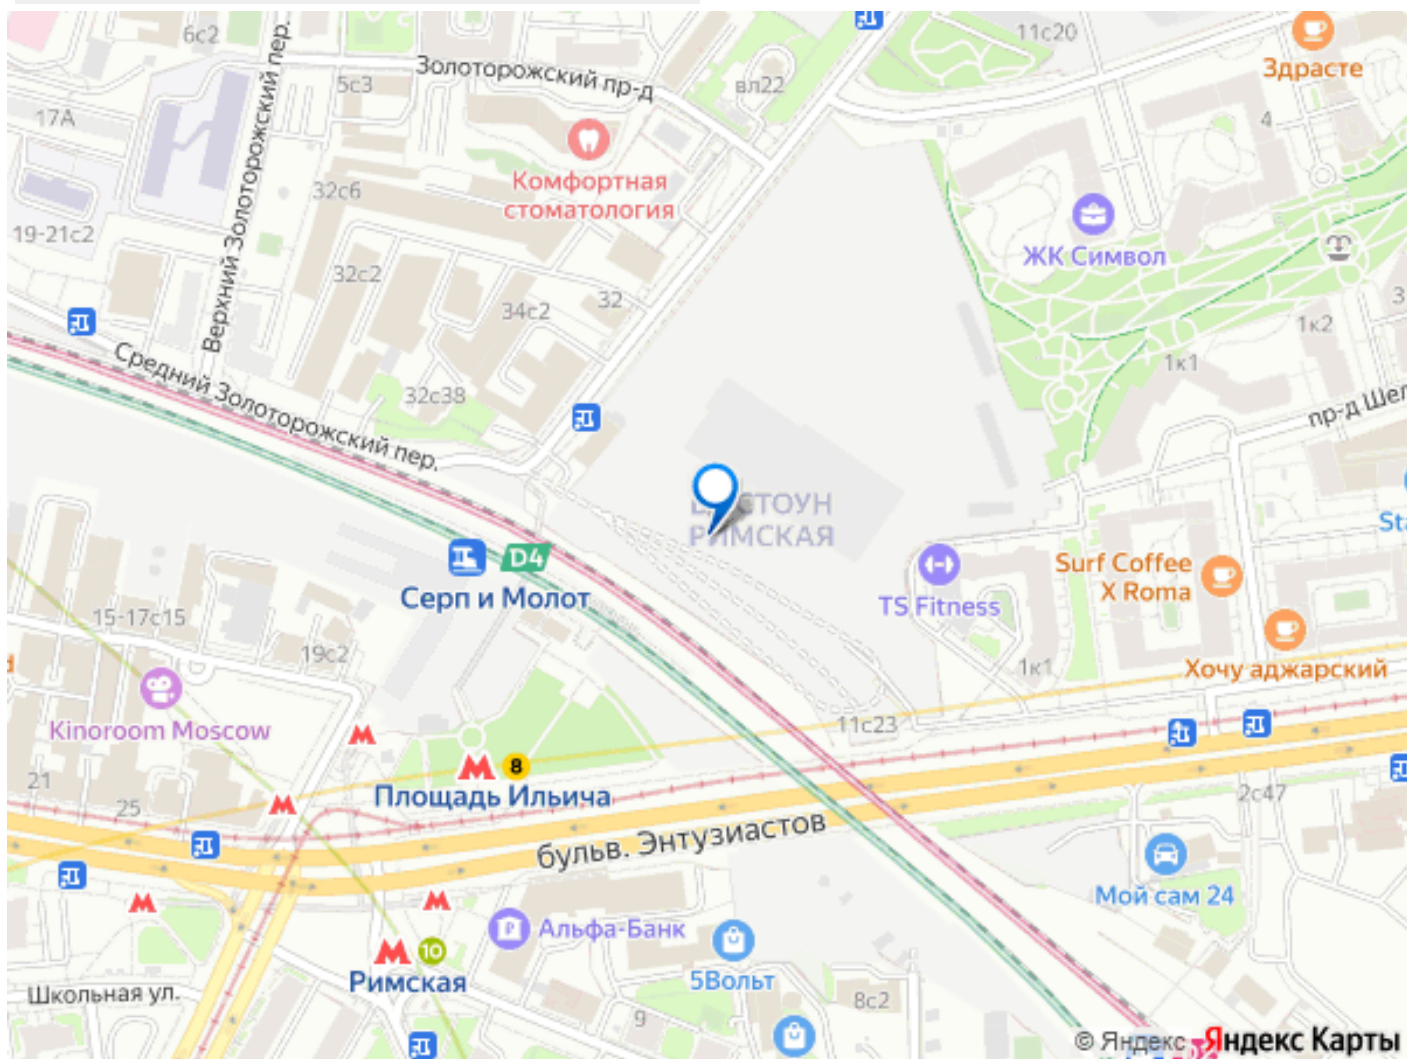 6с2
11с20
Здрасте
Золоторожский пр-д
5с3
вл22
17А
4
Верхний Золоторожский пер.
Комфортная
стоматология
32с6
19-21с2
ЖК Символ
32с2
32
34с2
1к2
3
1к1
Средний Золоторожский пер.
32с38
пр-д Шел
СТОУН
РИМСКАЯ
D4
Sta
Surf Coffee
X Roma
Серп и Молот
TS Fitness
15-17с15
19с2
1к1
Хочу аджарский
d
Kinoroom Moscow
11с23
8
21
Площадь Ильича
25
2с47
бульв. Энтузиастов
Мой сам 24
Альфа-Банк
10
Римская
5Вольт
Школьная ул.
8с2
9
© Яндекс Яндекс Карты